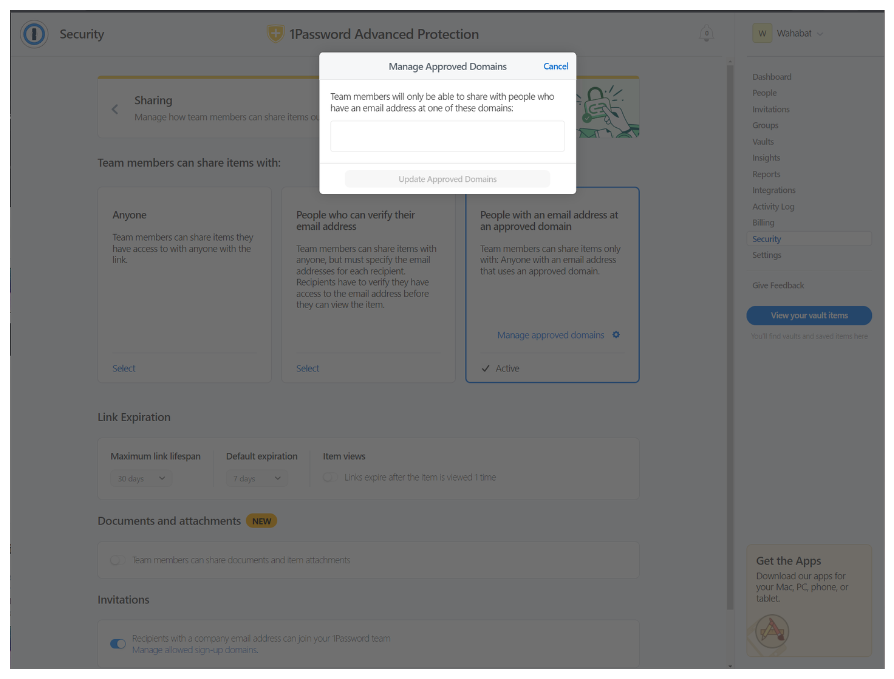 Security
1Password Advanced Protection
W Wahabat
Manage Approved Domains
Cancel
Team members will only be able to share with people who
have an email address at one of these domains:
Update Approved Domains
Sharing
Manage how team members can share items
Team members can share items with:
Anyone
Team members can share items they
have access to with anyone with the
link.
Select
People who can verify their
email address
Team members can share items with
anyone, but must specify the email
addresses for each recipient.
Recipients have to verify they have
access to the email address before
they can view the item.
Select
People with an email address at
an approved domain
Team members can share items only
with: Anyone with an email address
that uses an approved domain.
Manage approved domains
Active
Link Expiration
Maximum link lifespan
30 days
Default expiration
7 days
Item views
Links expire after the item is viewed 1 time
Documents and attachments NEW
Team members can share documents and item attachments
Invitations
Recipients with a company email address can join your 1Password team
Manage allowed sign-up domains.
Dashboard
People
Invitations
Groups
Vaults
Insights
Reports
Integrations
Activity Log
Billing
Security
Settings
Give Feedback
View your vault items
You'll find vaults and saved items here
Get the Apps
Download our apps for
your Mac, PC, phone, or
tablet.